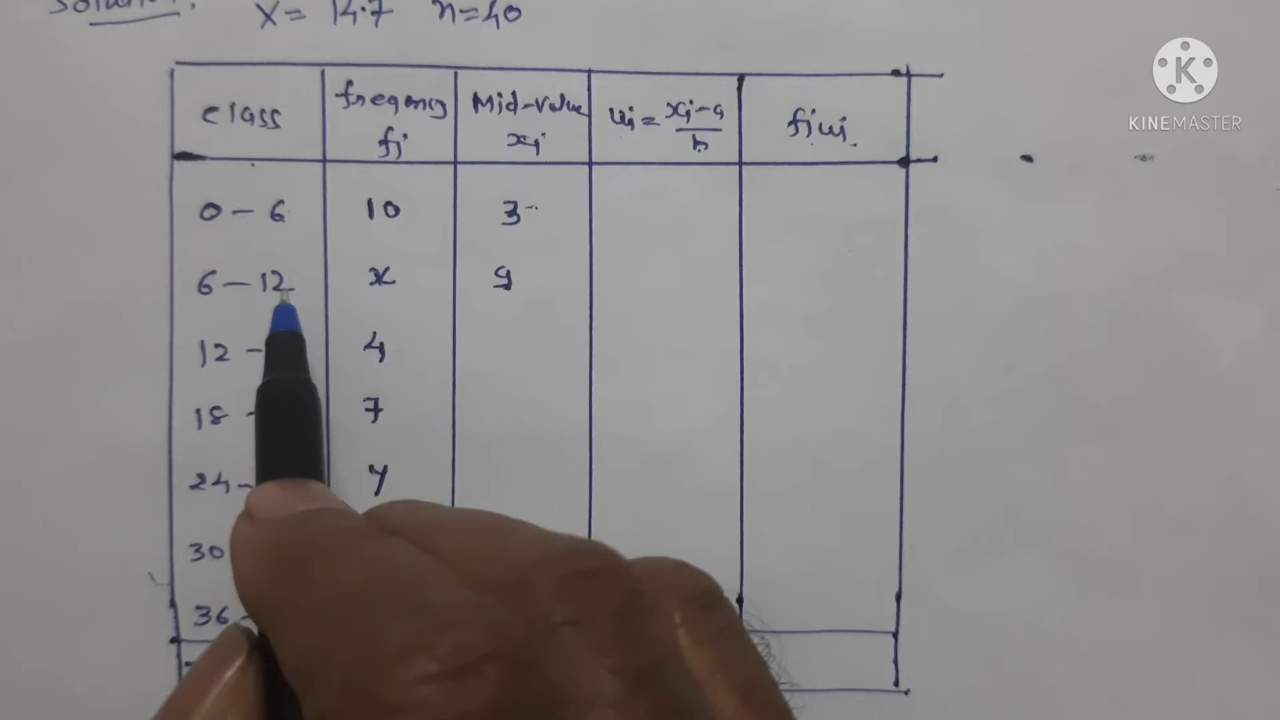 Solution:
x = 14.7 n=40
class frequency fi Mid-value xi ui = xi-a/h fiui
0 - 6 10 3
6 - 12 x 9
12 - 4
18 - 7
24 - y
30
36 -
K
KINEMASTER